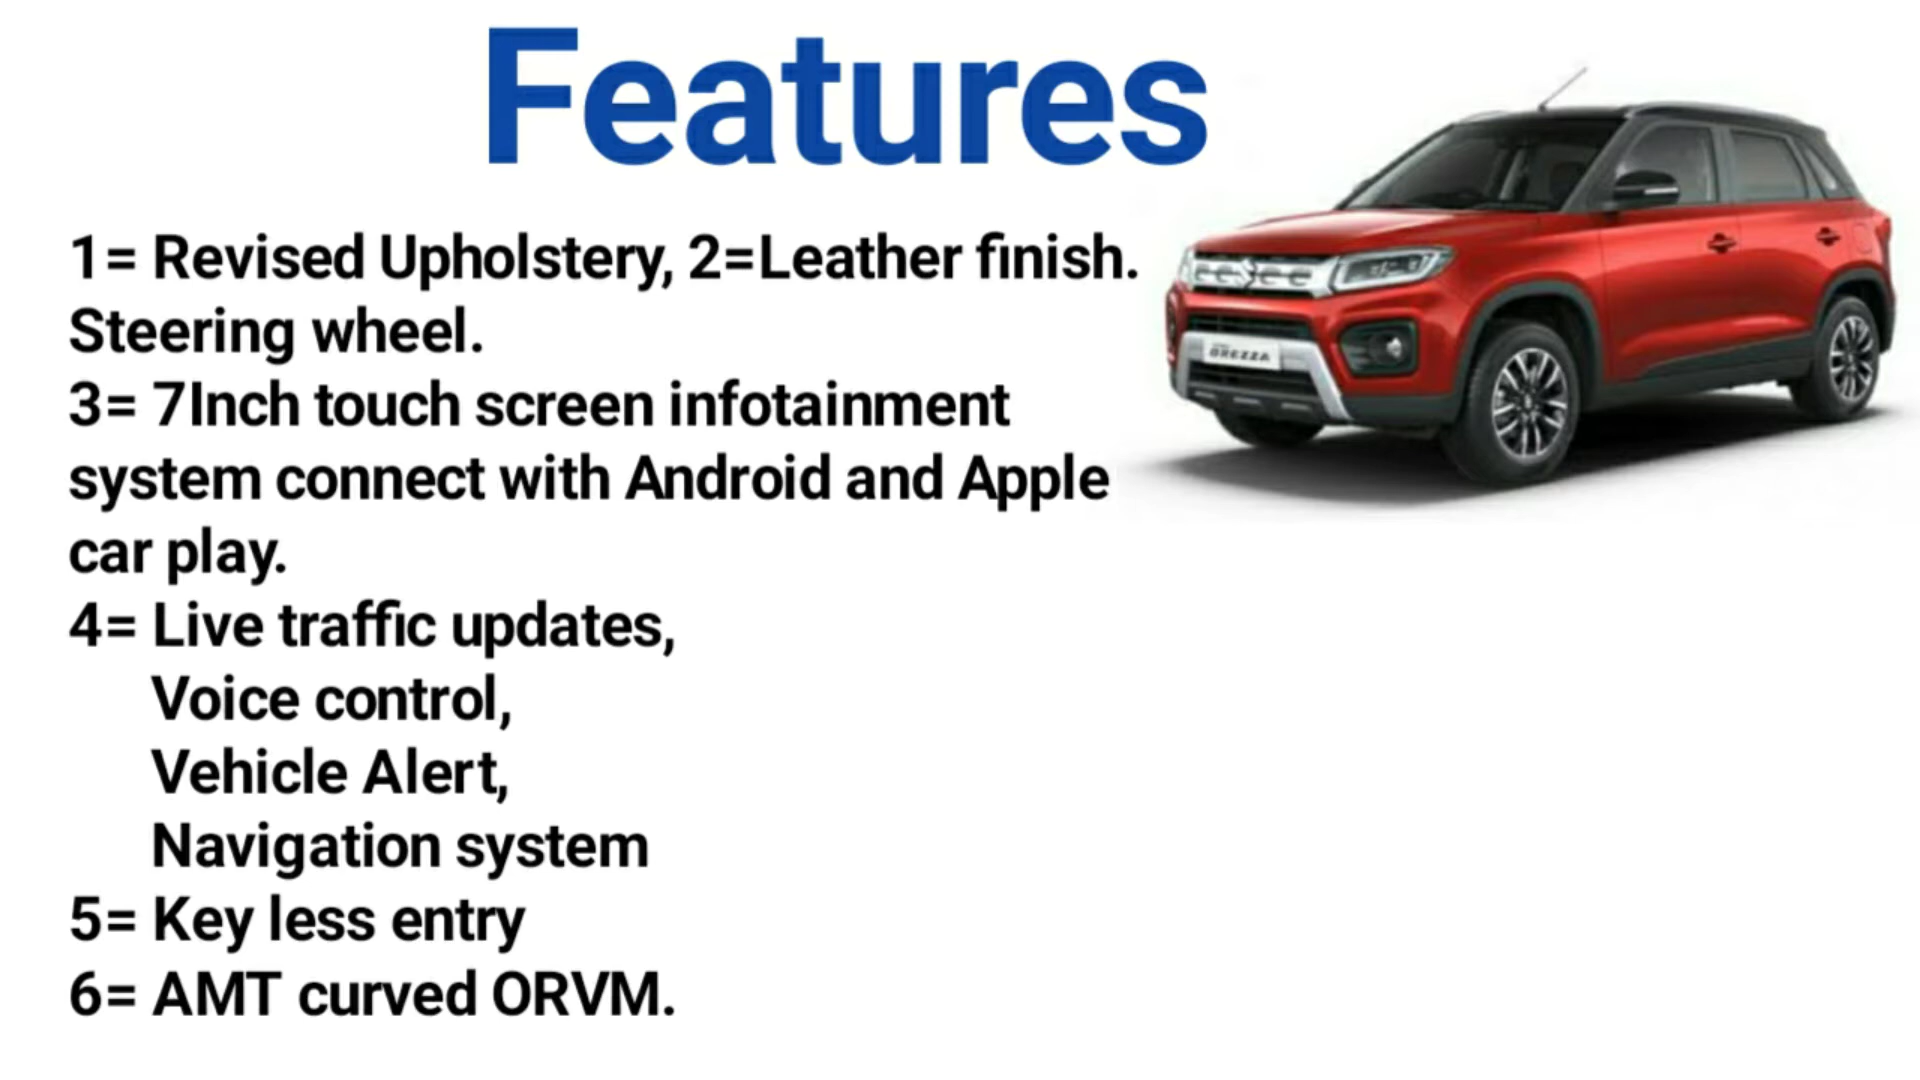 Features
1= Revised Upholstery, 2=Leather finish.
Steering wheel.
3= 7Inch touch screen infotainment
system connect with Android and Apple
car play.
4= Live traffic updates,
Voice control,
Vehicle Alert,
Navigation system
5= Key less entry
6= AMT curved ORVM.
BREZZA